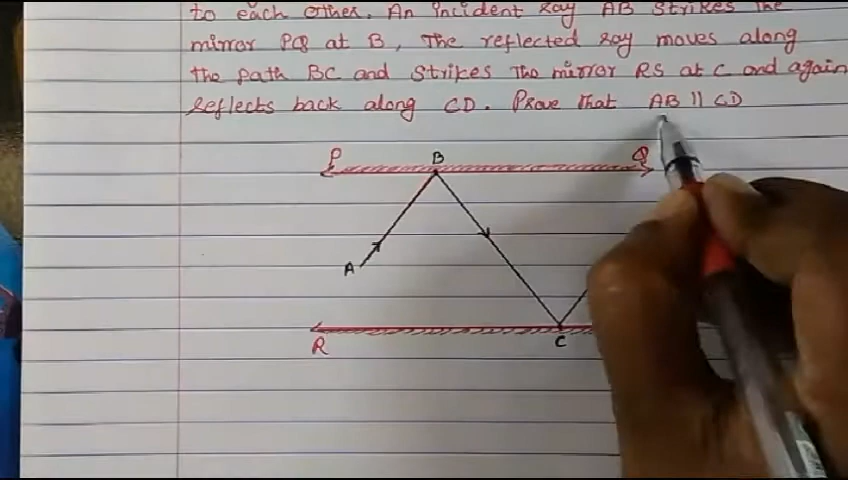 to each other. An incident ray AB strikes the
mirror PQ at B, The reflected ray moves along
the path BC and strikes The mirror RS at C and again
reflects back along CD. Prove that AB || CD
P B Q
A
R C